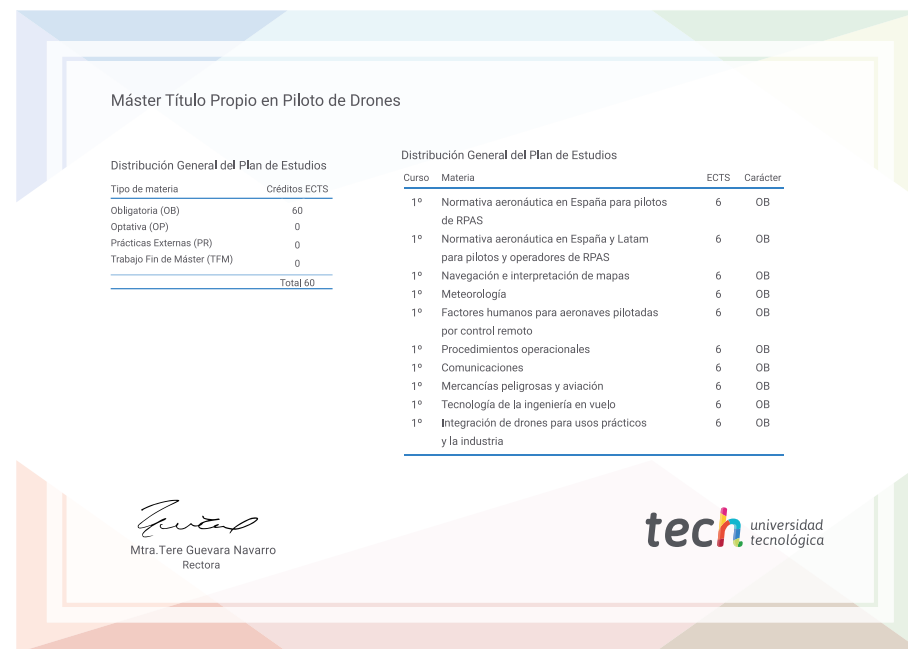 Máster Título Propio en Piloto de Drones
Distribución General del Plan de Estudios
Tipo de materia Créditos ECTS
Obligatoria (OB) 60
Optativa (OP) 0
Prácticas Externas (PR) 0
Trabajo Fin de Máster (TFM) 0
Total 60
Distribución General del Plan de Estudios
Curso Materia ECTS Carácter
1º Normativa aeronáutica en España para pilotos 6 OB
de RPAS
1º Normativa aeronáutica en España y Latam 6 OB
para pilotos y operadores de RPAS
1º Navegación e interpretación de mapas 6 OB
1º Meteorología 6 OB
1º Factores humanos para aeronaves pilotadas 6 OB
por control remoto
1º Procedimientos operacionales 6 OB
1º Comunicaciones 6 OB
1º Mercancías peligrosas y aviación 6 OB
1º Tecnología de la ingeniería en vuelo 6 OB
1º Integración de drones para usos prácticos 6 OB
y la industria
Mtra.Tere Guevara Navarro
Rectora
tech universidad
tecnológica